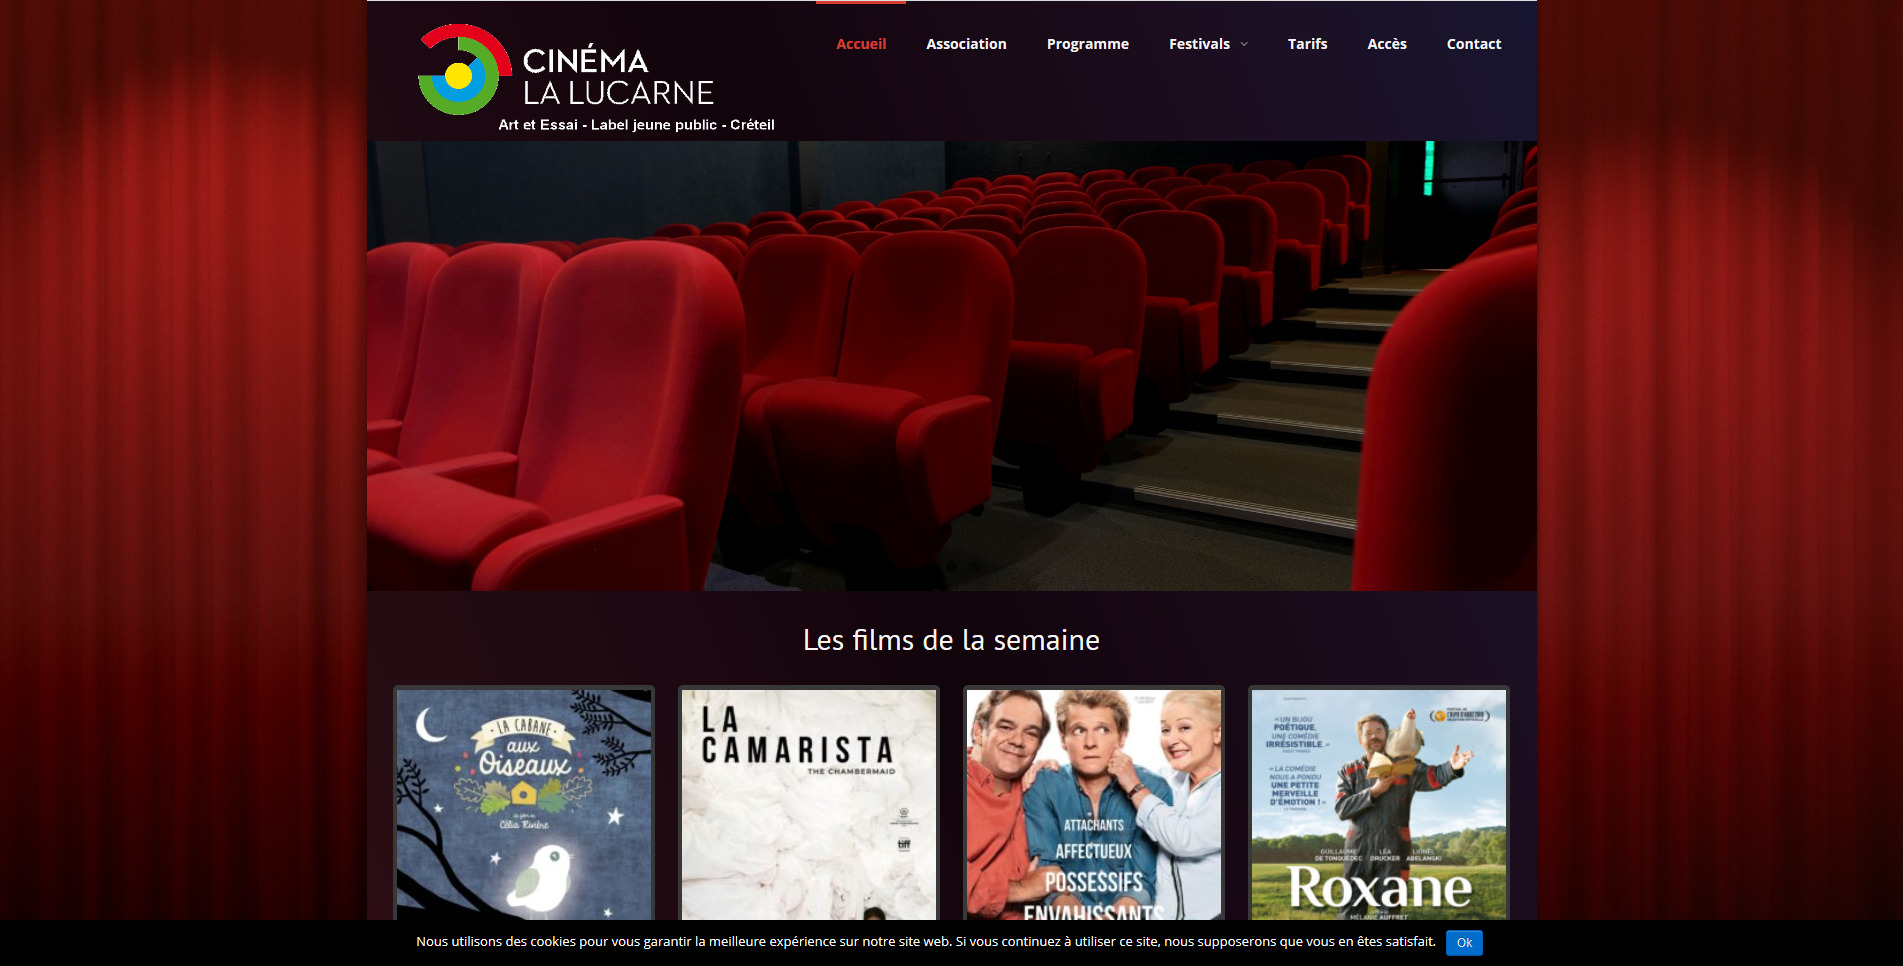 CINÉMA
LA LUCARNE
Art et Essai - Label jeune public - Créteil
Accueil Association Programme Festivals Tarifs Accès Contact
Les films de la semaine
LA CABANE
aux
Oiseaux
un film de
Célia Rivière
LA
CAMARISTA
THE CHAMBERMAID
tiff
ATTACHANTS
AFFECTUEUX
POSSESSIFS
ENVAHISSANTS
« UN BIJOU
POÉTIQUE,
UNE COMÉDIE
IRRÉSISTIBLE. »
« LA COMÉDIE
NOUS A PONDU
UNE PETITE
MERVEILLE
D'ÉMOTION ! »
GUILLAUME LÉA LIONEL
DE TONQUÉDEC DRUCKER ABELANSKI
Roxane
MÉLANIE AUFFRET
Nous utilisons des cookies pour vous garantir la meilleure expérience sur notre site web. Si vous continuez à utiliser ce site, nous supposerons que vous en êtes satisfait. Ok